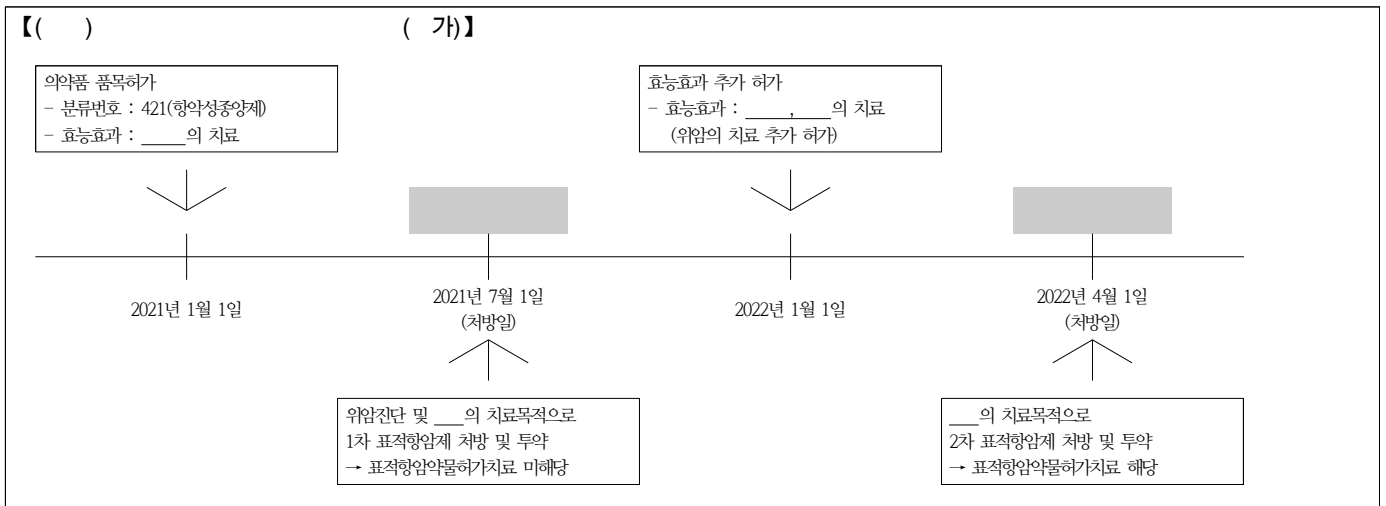 【( ) ( 가)】
의약품 품목허가
- 분류번호 : 421(항악성종양제)
- 효능효과 : _____의 치료
효능효과 추가 허가
- 효능효과 : _____, ____의 치료
(위암의 치료 추가 허가)
2021년 1월 1일
2021년 7월 1일
(처방일)
2022년 1월 1일
2022년 4월 1일
(처방일)
위암진단 및 ___의 치료목적으로
1차 표적항암제 처방 및 투약
→ 표적항암약물허가치료 미해당
___의 치료목적으로
2차 표적항암제 처방 및 투약
→ 표적항암약물허가치료 해당